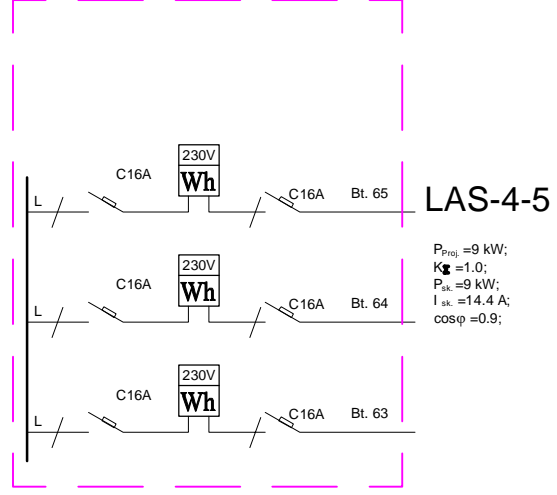 230V
Wh
L
C16A
C16A
Bt. 65
LAS-4-5
P Proj. =9 kW;
K =1.0;
P sk. =9 kW;
I sk. =14.4 A;
cosφ =0.9;
230V
Wh
L
C16A
C16A
Bt. 64
230V
Wh
L
C16A
C16A
Bt. 63